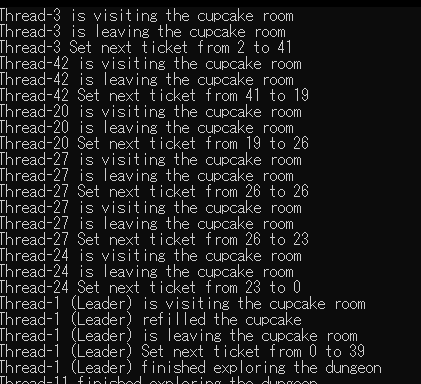 Thread-3 is visiting the cupcake room
Thread-3 is leaving the cupcake room
Thread-3 Set next ticket from 2 to 41
Thread-42 is visiting the cupcake room
Thread-42 is leaving the cupcake room
Thread-42 Set next ticket from 41 to 19
Thread-20 is visiting the cupcake room
Thread-20 is leaving the cupcake room
Thread-20 Set next ticket from 19 to 26
Thread-27 is visiting the cupcake room
Thread-27 is leaving the cupcake room
Thread-27 Set next ticket from 26 to 26
Thread-27 is visiting the cupcake room
Thread-27 is leaving the cupcake room
Thread-27 Set next ticket from 26 to 23
Thread-24 is visiting the cupcake room
Thread-24 is leaving the cupcake room
Thread-24 Set next ticket from 23 to 0
Thread-1 (Leader) is visiting the cupcake room
Thread-1 (Leader) refilled the cupcake
Thread-1 (Leader) is leaving the cupcake room
Thread-1 (Leader) Set next ticket from 0 to 39
Thread-1 (Leader) finished exploring the dungeon
Thread-11 finished exploring the dungeon